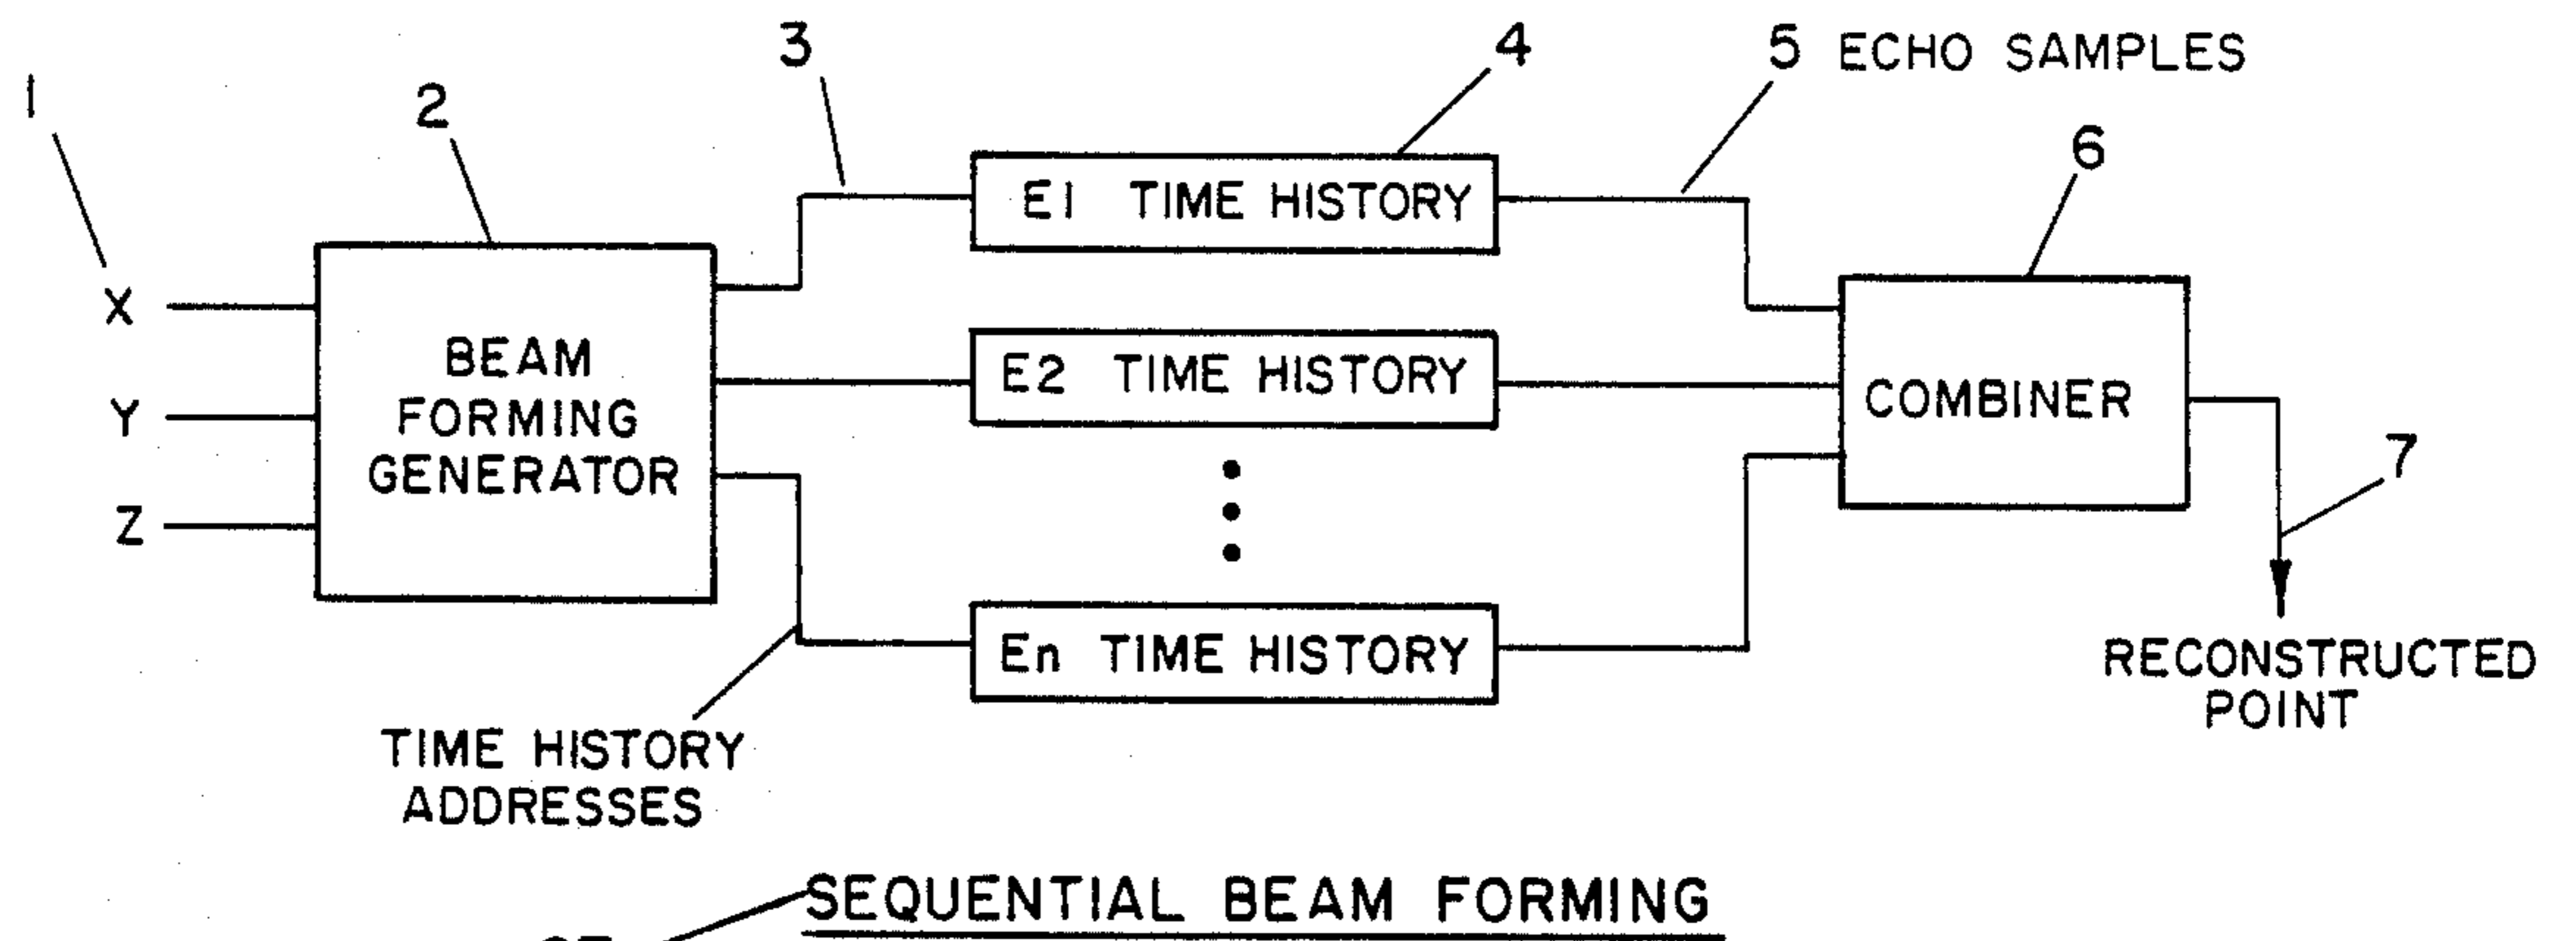 1
2
3
4
5 ECHO SAMPLES
6
7
X
Y
Z
BEAM
FORMING
GENERATOR
E1 TIME HISTORY
E2 TIME HISTORY
En TIME HISTORY
COMBINER
TIME HISTORY
ADDRESSES
RECONSTRUCTED
POINT
SEQUENTIAL BEAM FORMING